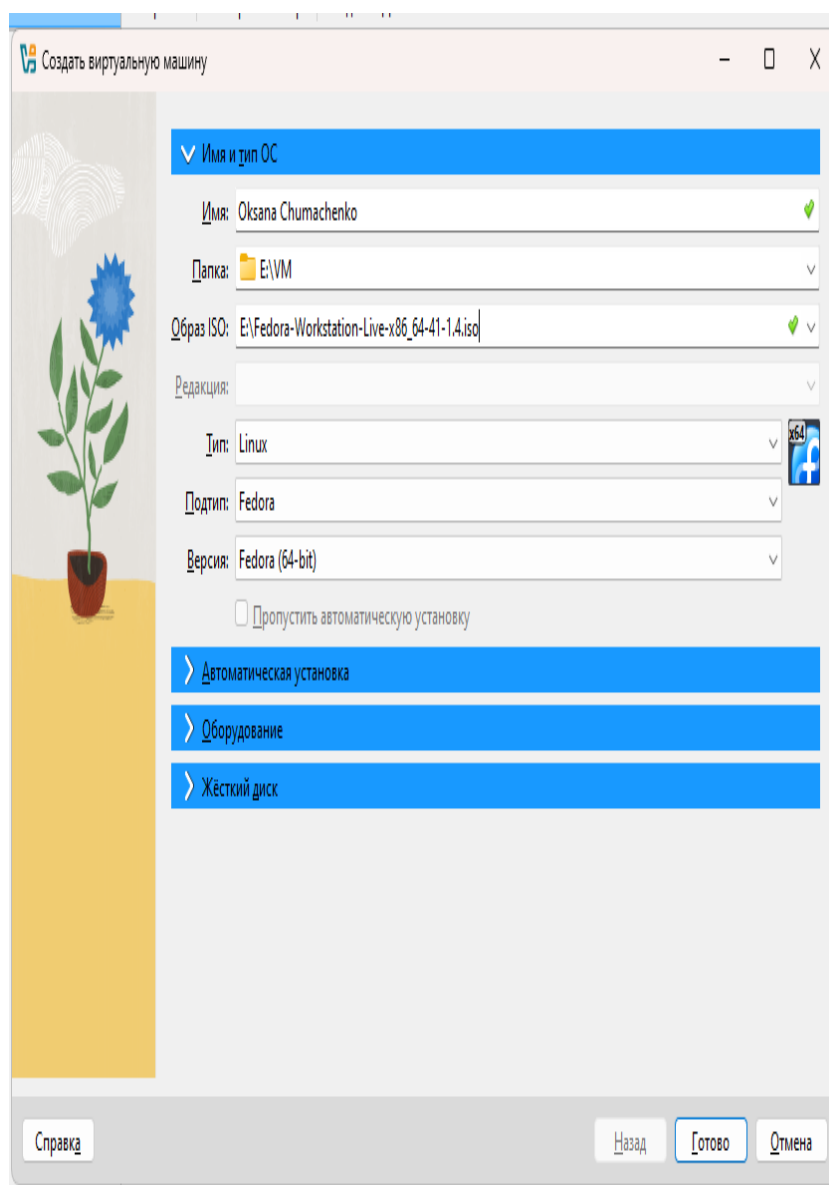 Создать виртуальную машину
Имя и тип ОС
Имя: Oksana Chumachenko
Папка: E:\VM
Образ ISO: E:\Fedora-Workstation-Live-x86_64-41-1.4.iso
Редакция:
Тип: Linux
x64
Подтип: Fedora
Версия: Fedora (64-bit)
Пропустить автоматическую установку
Автоматическая установка
Оборудование
Жёсткий диск
Справка Назад Готово Отмена